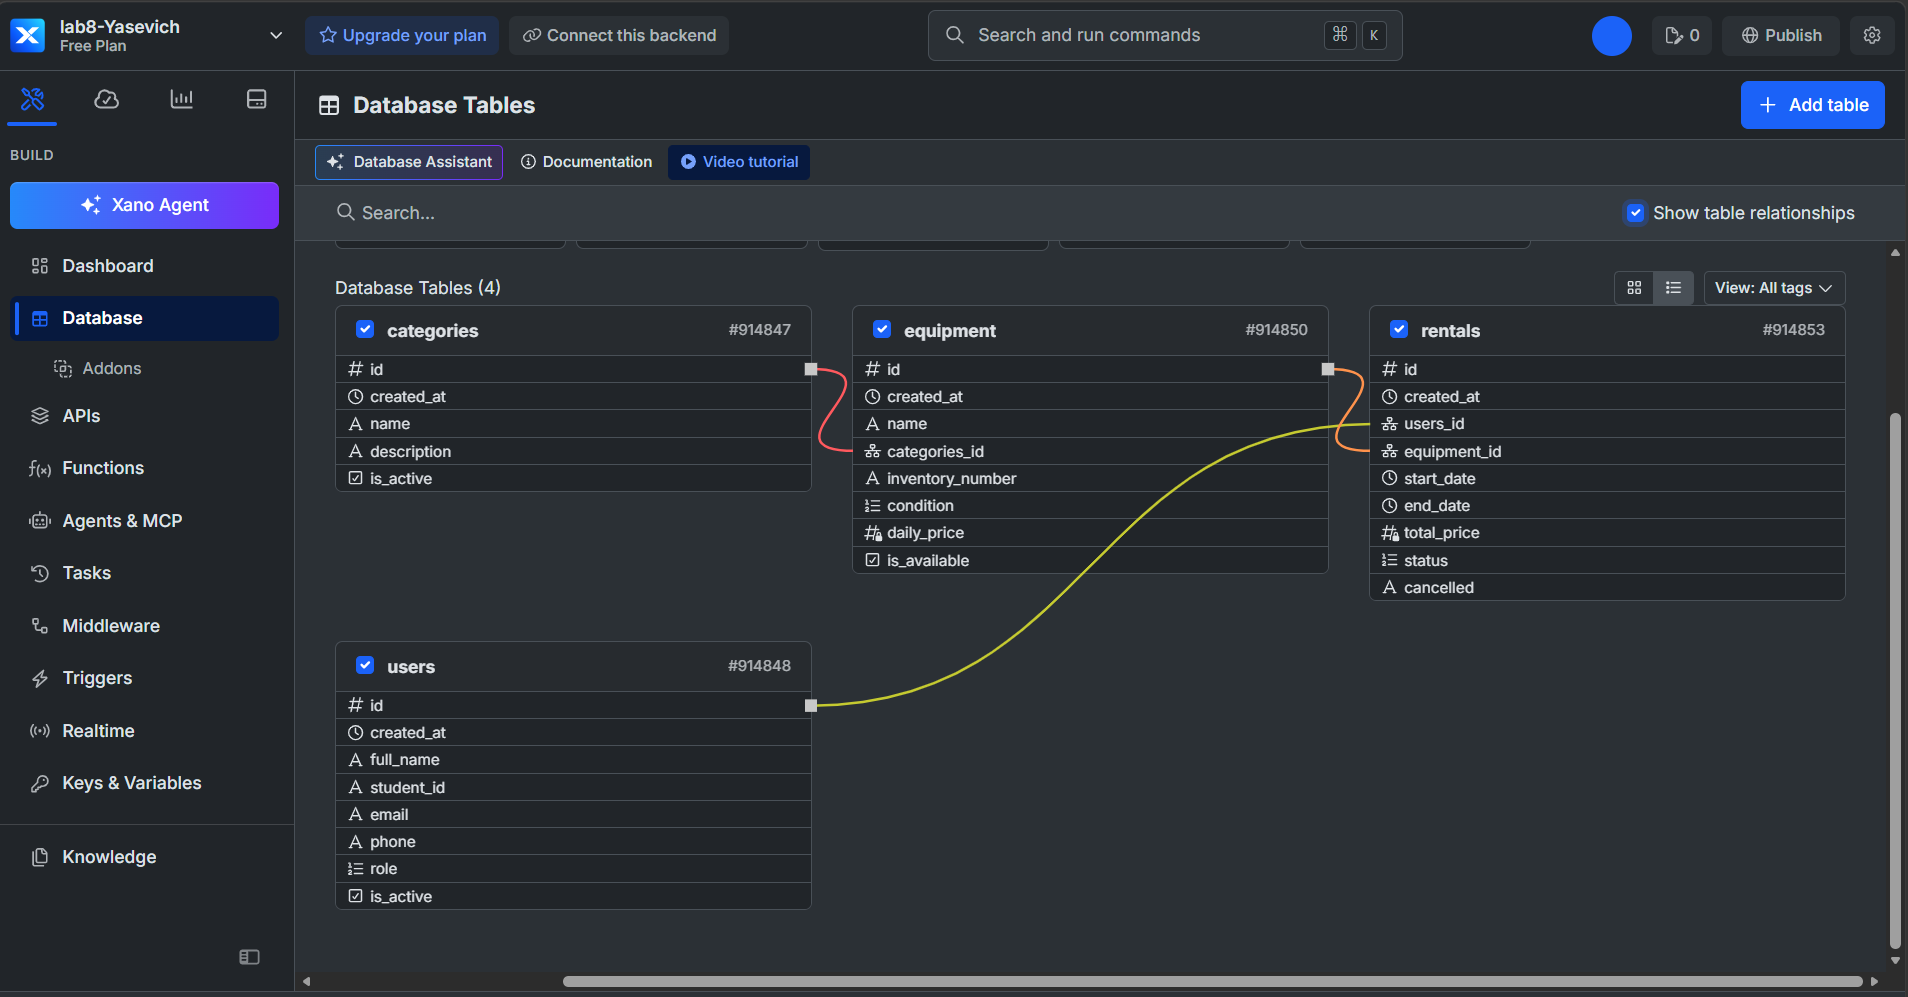 lab8-Yasevich
Free Plan
Upgrade your plan
Connect this backend
Search and run commands
⌘ K
0
Publish
BUILD
Xano Agent
Dashboard
Database
Addons
APIs
Functions
Agents & MCP
Tasks
Middleware
Triggers
Realtime
Keys & Variables
Knowledge
Database Tables
Add table
Database Assistant
Documentation
Video tutorial
Search...
Show table relationships
Database Tables (4)
View: All tags
categories #914847
id
created_at
name
description
is_active
equipment #914850
id
created_at
name
categories_id
inventory_number
condition
daily_price
is_available
rentals #914853
id
created_at
users_id
equipment_id
start_date
end_date
total_price
status
cancelled
users #914848
id
created_at
full_name
student_id
email
phone
role
is_active